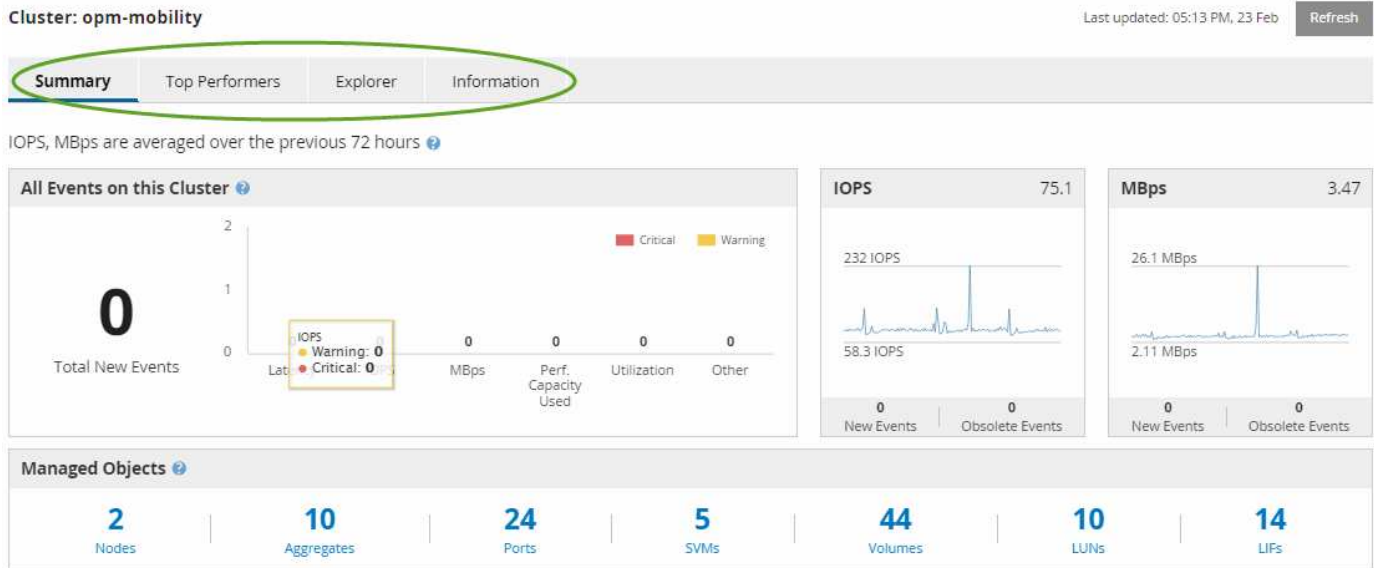 Cluster: opm-mobility
Last updated: 05:13 PM, 23 Feb
Refresh
Summary
Top Performers
Explorer
Information
IOPS, MBps are averaged over the previous 72 hours
All Events on this Cluster
0
Total New Events
2
1
0
Critical
Warning
IOPS
Warning: 0
Critical: 0
0
0
0
0
MBps
Perf.
Capacity
Used
Utilization
Other
IOPS
75.1
232 IOPS
58.3 IOPS
0
New Events
0
Obsolete Events
MBps
3.47
26.1 MBps
2.11 MBps
0
New Events
0
Obsolete Events
Managed Objects
2
Nodes
10
Aggregates
24
Ports
5
SVMs
44
Volumes
10
LUNs
14
LIFs